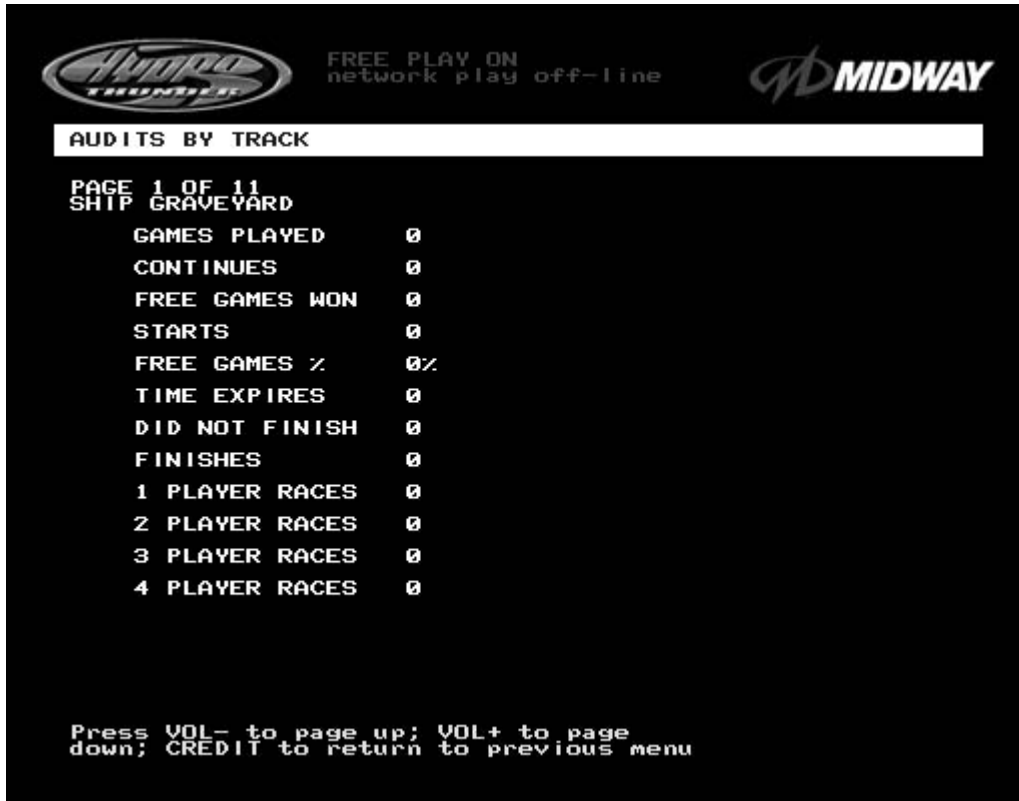 HYDRO
THUNDER
FREE PLAY ON
network play off-line
MIDWAY
AUDITS BY TRACK
PAGE 1 OF 11
SHIP GRAVEYARD
GAMES PLAYED 0
CONTINUES 0
FREE GAMES WON 0
STARTS 0
FREE GAMES % 0%
TIME EXPIRES 0
DID NOT FINISH 0
FINISHES 0
1 PLAYER RACES 0
2 PLAYER RACES 0
3 PLAYER RACES 0
4 PLAYER RACES 0
Press VOL- to page up; VOL+ to page
down; CREDIT to return to previous menu